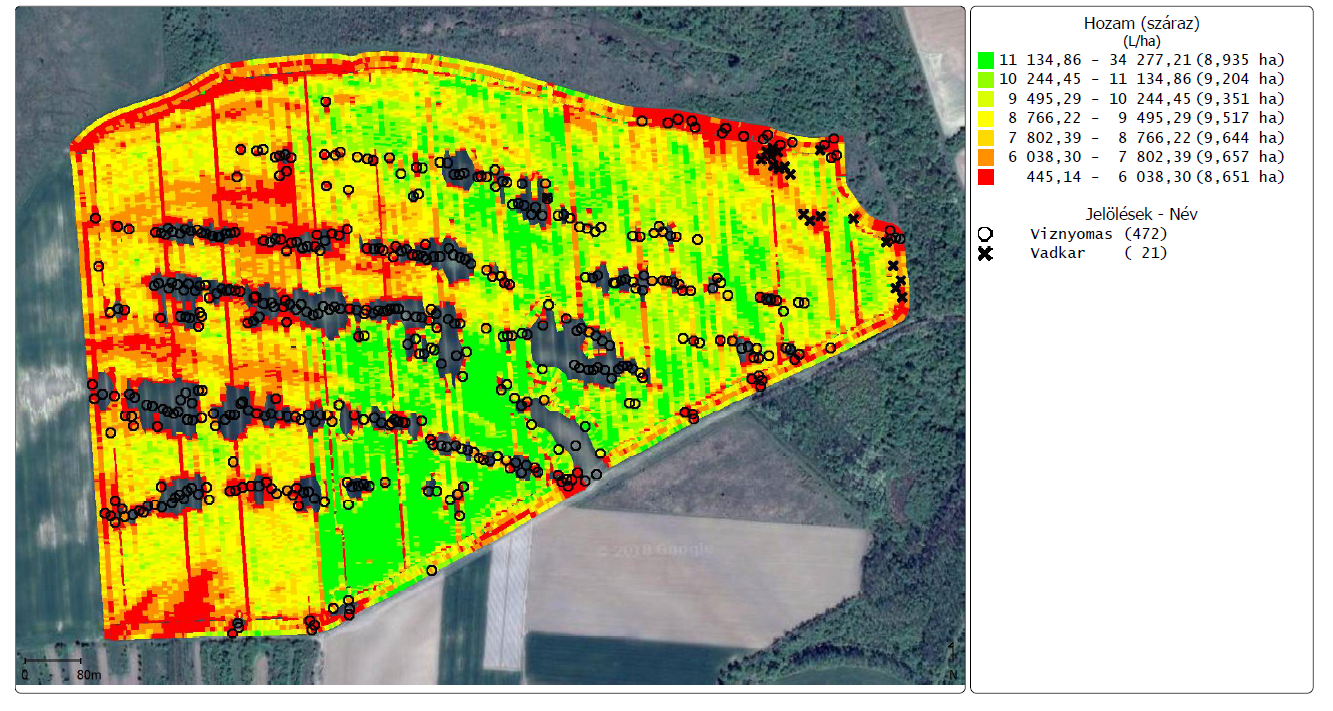 Hozam (száraz)
(L/ha)
11 134,86 - 34 277,21 (8,935 ha)
10 244,45 - 11 134,86 (9,204 ha)
9 495,29 - 10 244,45 (9,351 ha)
8 766,22 - 9 495,29 (9,517 ha)
7 802,39 - 8 766,22 (9,644 ha)
6 038,30 - 7 802,39 (9,657 ha)
445,14 - 6 038,30 (8,651 ha)
Jelölések - Név
Viznyomas (472)
Vadkar ( 21)
© 2018 Google
0 80m
N